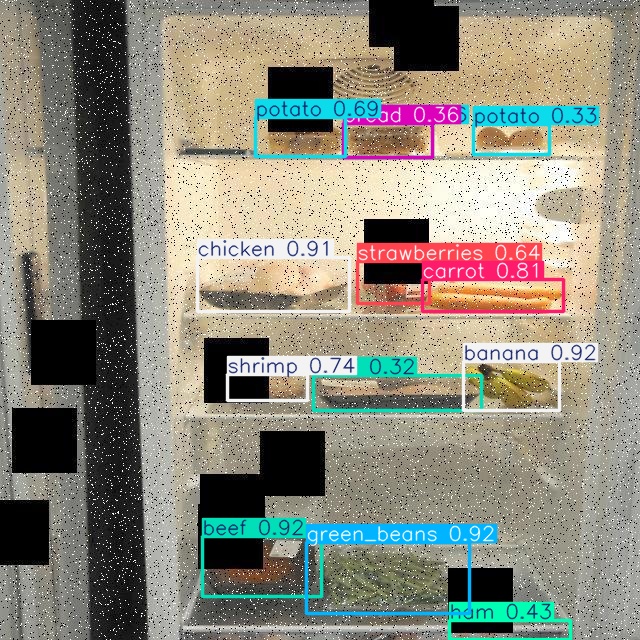 potato 0.69
bread 0.36
potato 0.33
chicken 0.91
strawberries 0.64
carrot 0.81
shrimp 0.74
0.32
banana 0.92
beef 0.92
green_beans 0.92
ham 0.43